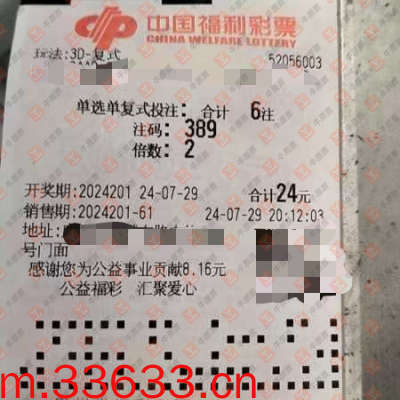 中国福利彩票
CHINA WELFARE LOTTERY
玩法:3D-复式
52056003
单选单复式投注: 合计 6注
注码: 389
倍数: 2
开奖期:2024201 24-07-29 合计24元
销售期:2024201-61 24-07-29 20:12:03
地址:
号门面
感谢您为公益事业贡献8.16元
公益福彩 汇聚爱心
m.33633.cn